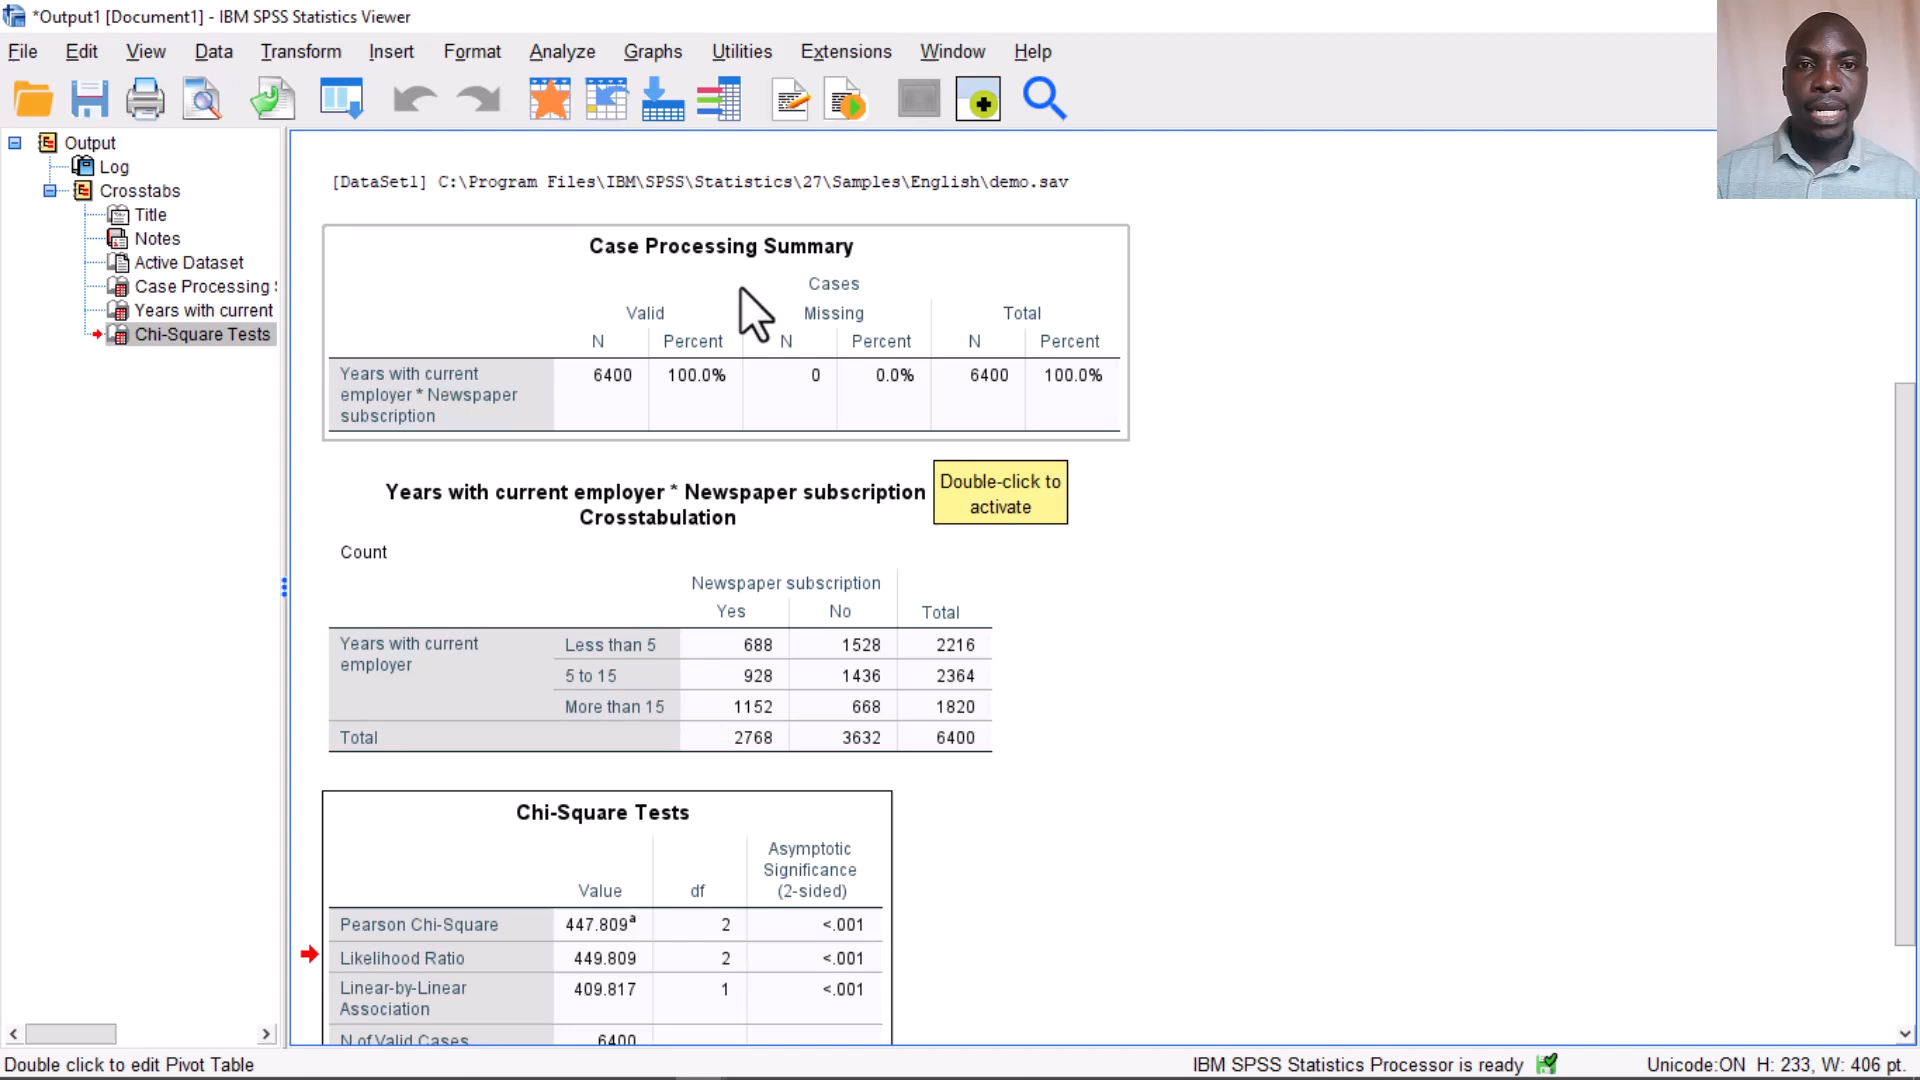 *Output1 [Document1] - IBM SPSS Statistics Viewer
File Edit View Data Transform Insert Format Analyze Graphs Utilities Extensions Window Help
Output
Log
Crosstabs
Title
Notes
Active Dataset
Case Processing
Years with current
Chi-Square Tests
[DataSet1] C:\Program Files\IBM\SPSS\Statistics\27\Samples\English\demo.sav
Case Processing Summary
Cases
Valid Missing Total
N Percent N Percent N Percent
Years with current employer * Newspaper subscription 6400 100.0% 0 0.0% 6400 100.0%
Years with current employer * Newspaper subscription
Crosstabulation
Double-click to
activate
Count
Newspaper subscription
Yes No Total
Years with current employer Less than 5 688 1528 2216
5 to 15 928 1436 2364
More than 15 1152 668 1820
Total 2768 3632 6400
Chi-Square Tests
Value df Asymptotic Significance (2-sided)
Pearson Chi-Square 447.809a 2 <.001
Likelihood Ratio 449.809 2 <.001
Linear-by-Linear Association 409.817 1 <.001
N of Valid Cases 6400
Double click to edit Pivot Table IBM SPSS Statistics Processor is ready Unicode:ON H: 233, W: 406 pt.